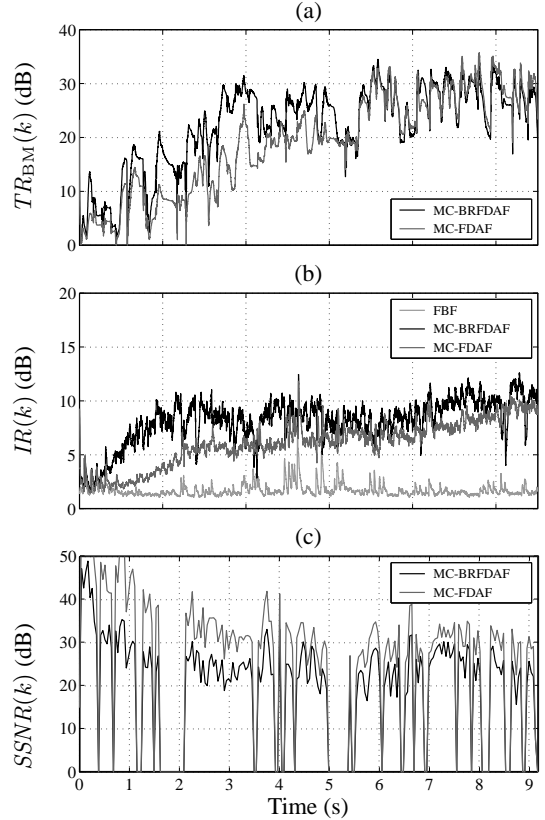 (a)
TR_BM(k) (dB)
40
30
20
10
0
MC-BRFDAF
MC-FDAF
(b)
IR(k) (dB)
20
15
10
5
0
FBF
MC-BRFDAF
MC-FDAF
(c)
SSNR(k) (dB)
50
40
30
20
10
0
MC-BRFDAF
MC-FDAF
0 1 2 3 4 5 6 7 8 9
Time (s)